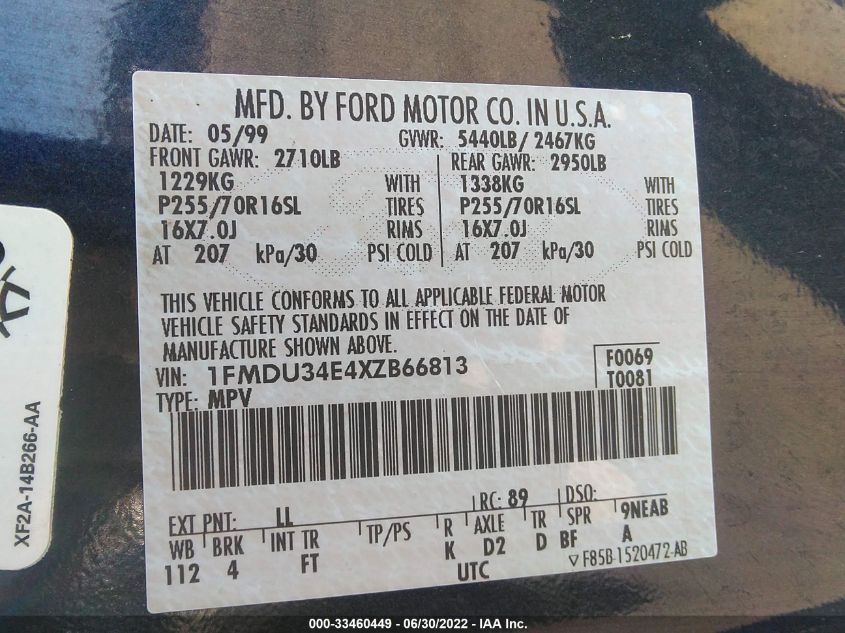 MFD. BY FORD MOTOR CO. IN U.S.A.
DATE: 05/99 GVWR: 5440LB/ 2467KG
FRONT GAWR: 2710LB REAR GAWR: 2950LB
1229KG WITH 1338KG WITH
P255/70R16SL TIRES P255/70R16SL TIRES
16X7.0J RIMS 16X7.0J RIMS
AT 207 kPa/30 PSI COLD AT 207 kPa/30 PSI COLD
THIS VEHICLE CONFORMS TO ALL APPLICABLE FEDERAL MOTOR
VEHICLE SAFETY STANDARDS IN EFFECT ON THE DATE OF
MANUFACTURE SHOWN ABOVE.
VIN: 1FMDU34E4XZB66813 F0069
TYPE: MPV T0081
EXT PNT: LL RC: 89 DSO:
WB BRK INT TR TP/PS R AXLE TR SPR 9NEAB
112 4 FT K D2 D BF A
UTC F85B-1520472-AB
XF2A-14B266-AA
000-33460449 - 06/30/2022 - IAA Inc.